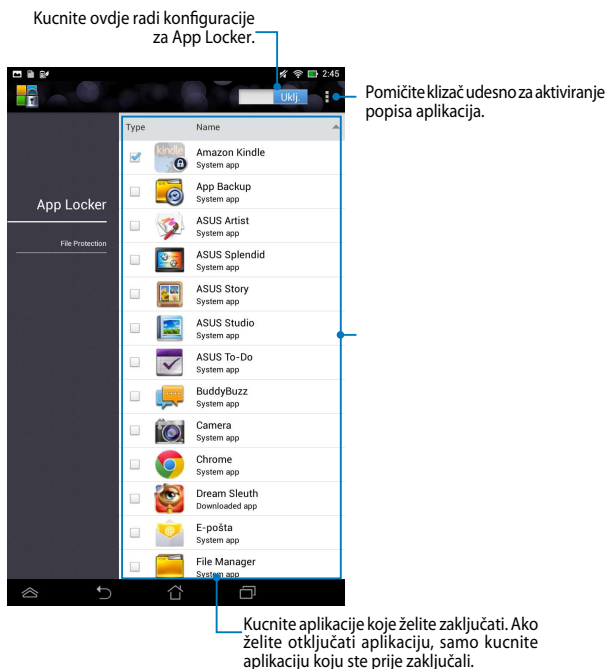 Kucnite ovdje radi konfiguracije
za App Locker.
2:45
Uklj.
Pomičite klizač udesno za aktiviranje
popisa aplikacija.
Type Name
kindle
Amazon Kindle
System app
App Backup
System app
App Locker
ASUS Artist
System app
File Protection
ASUS Splendid
System app
ASUS Story
System app
ASUS Studio
System app
ASUS To-Do
System app
BuddyBuzz
System app
Camera
System app
Chrome
System app
Dream Sleuth
Downloaded app
E-pošta
System app
File Manager
System app
Kucnite aplikacije koje želite zaključati. Ako
želite otključati aplikaciju, samo kucnite
aplikaciju koju ste prije zaključali.